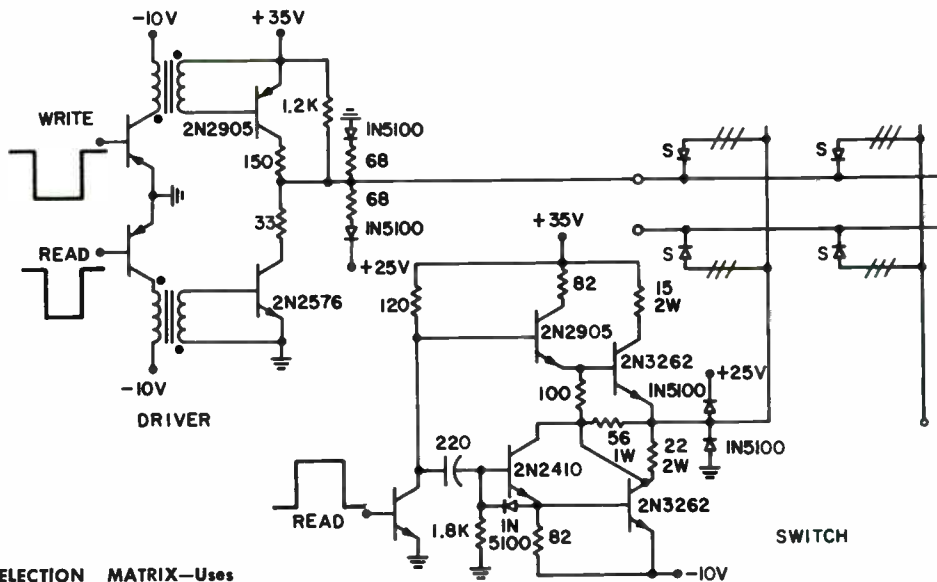 -10V
+35V
WRITE
2N2905
1.2K
IN5100
150
68
68
33
IN5100
READ
+25V
2N2576
-10V
DRIVER
S
S
S
S
+35V
120
82
15
2W
2N2905
2N3262
+25V
IN5100
100
56
1W
22
2W
IN5100
220
2N2410
2N3262
READ
1.8K
IN
5100
82
SWITCH
-10V
ELECTION MATRIX—Uses